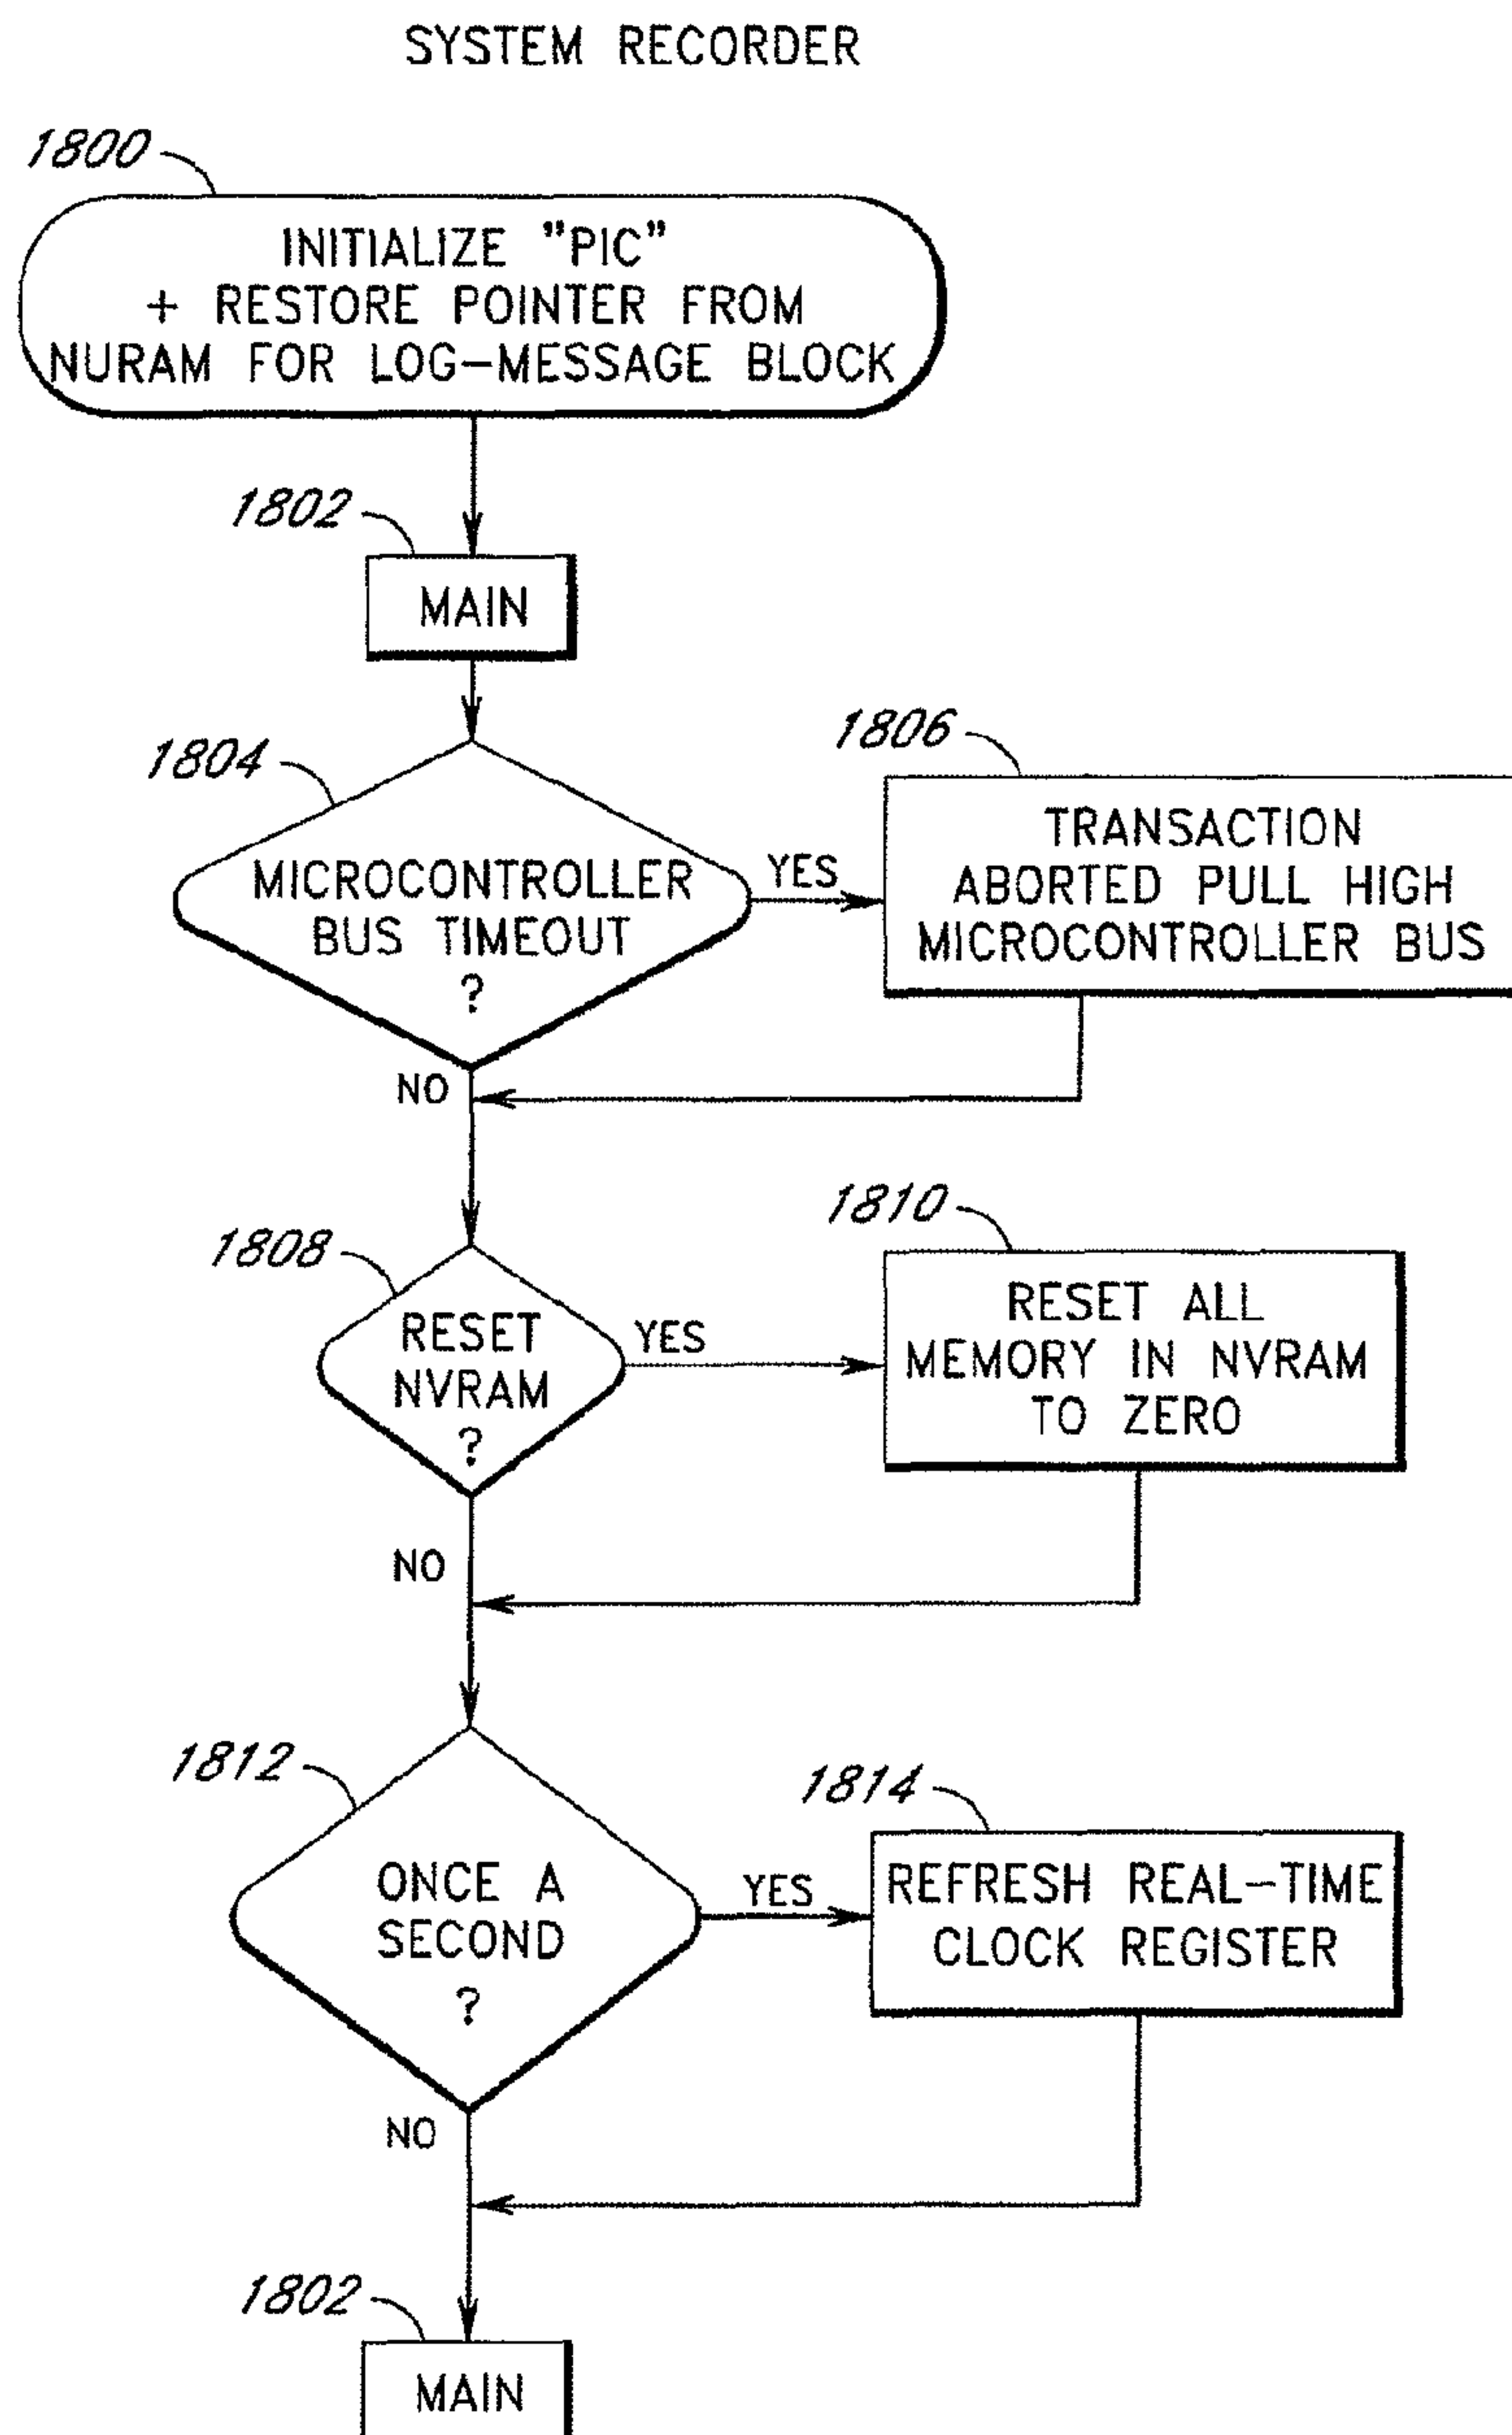 SYSTEM RECORDER
1800
INITIALIZE "PIC"
+ RESTORE POINTER FROM
NURAM FOR LOG-MESSAGE BLOCK
1802
MAIN
1804
MICROCONTROLLER
BUS TIMEOUT
?
YES
NO
1806
TRANSACTION
ABORTED PULL HIGH
MICROCONTROLLER BUS
1808
RESET
NVRAM
?
YES
NO
1810
RESET ALL
MEMORY IN NVRAM
TO ZERO
1812
ONCE A
SECOND
?
YES
NO
1814
REFRESH REAL-TIME
CLOCK REGISTER
1802
MAIN